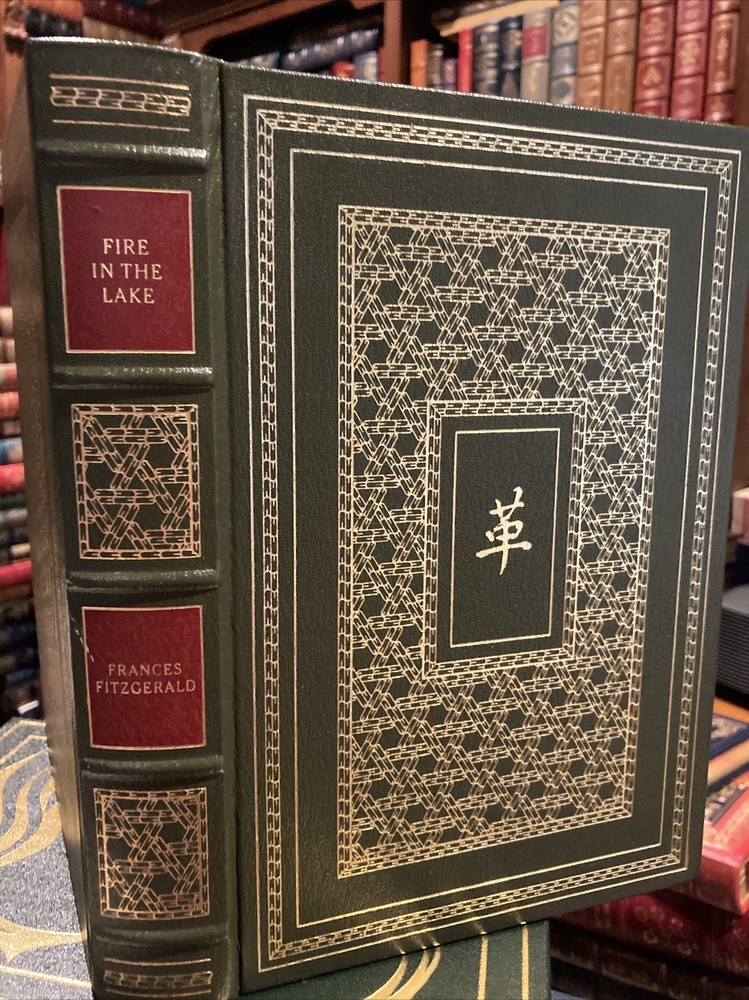 FIRE
IN THE
LAKE
FRANCES
FITZGERALD
革